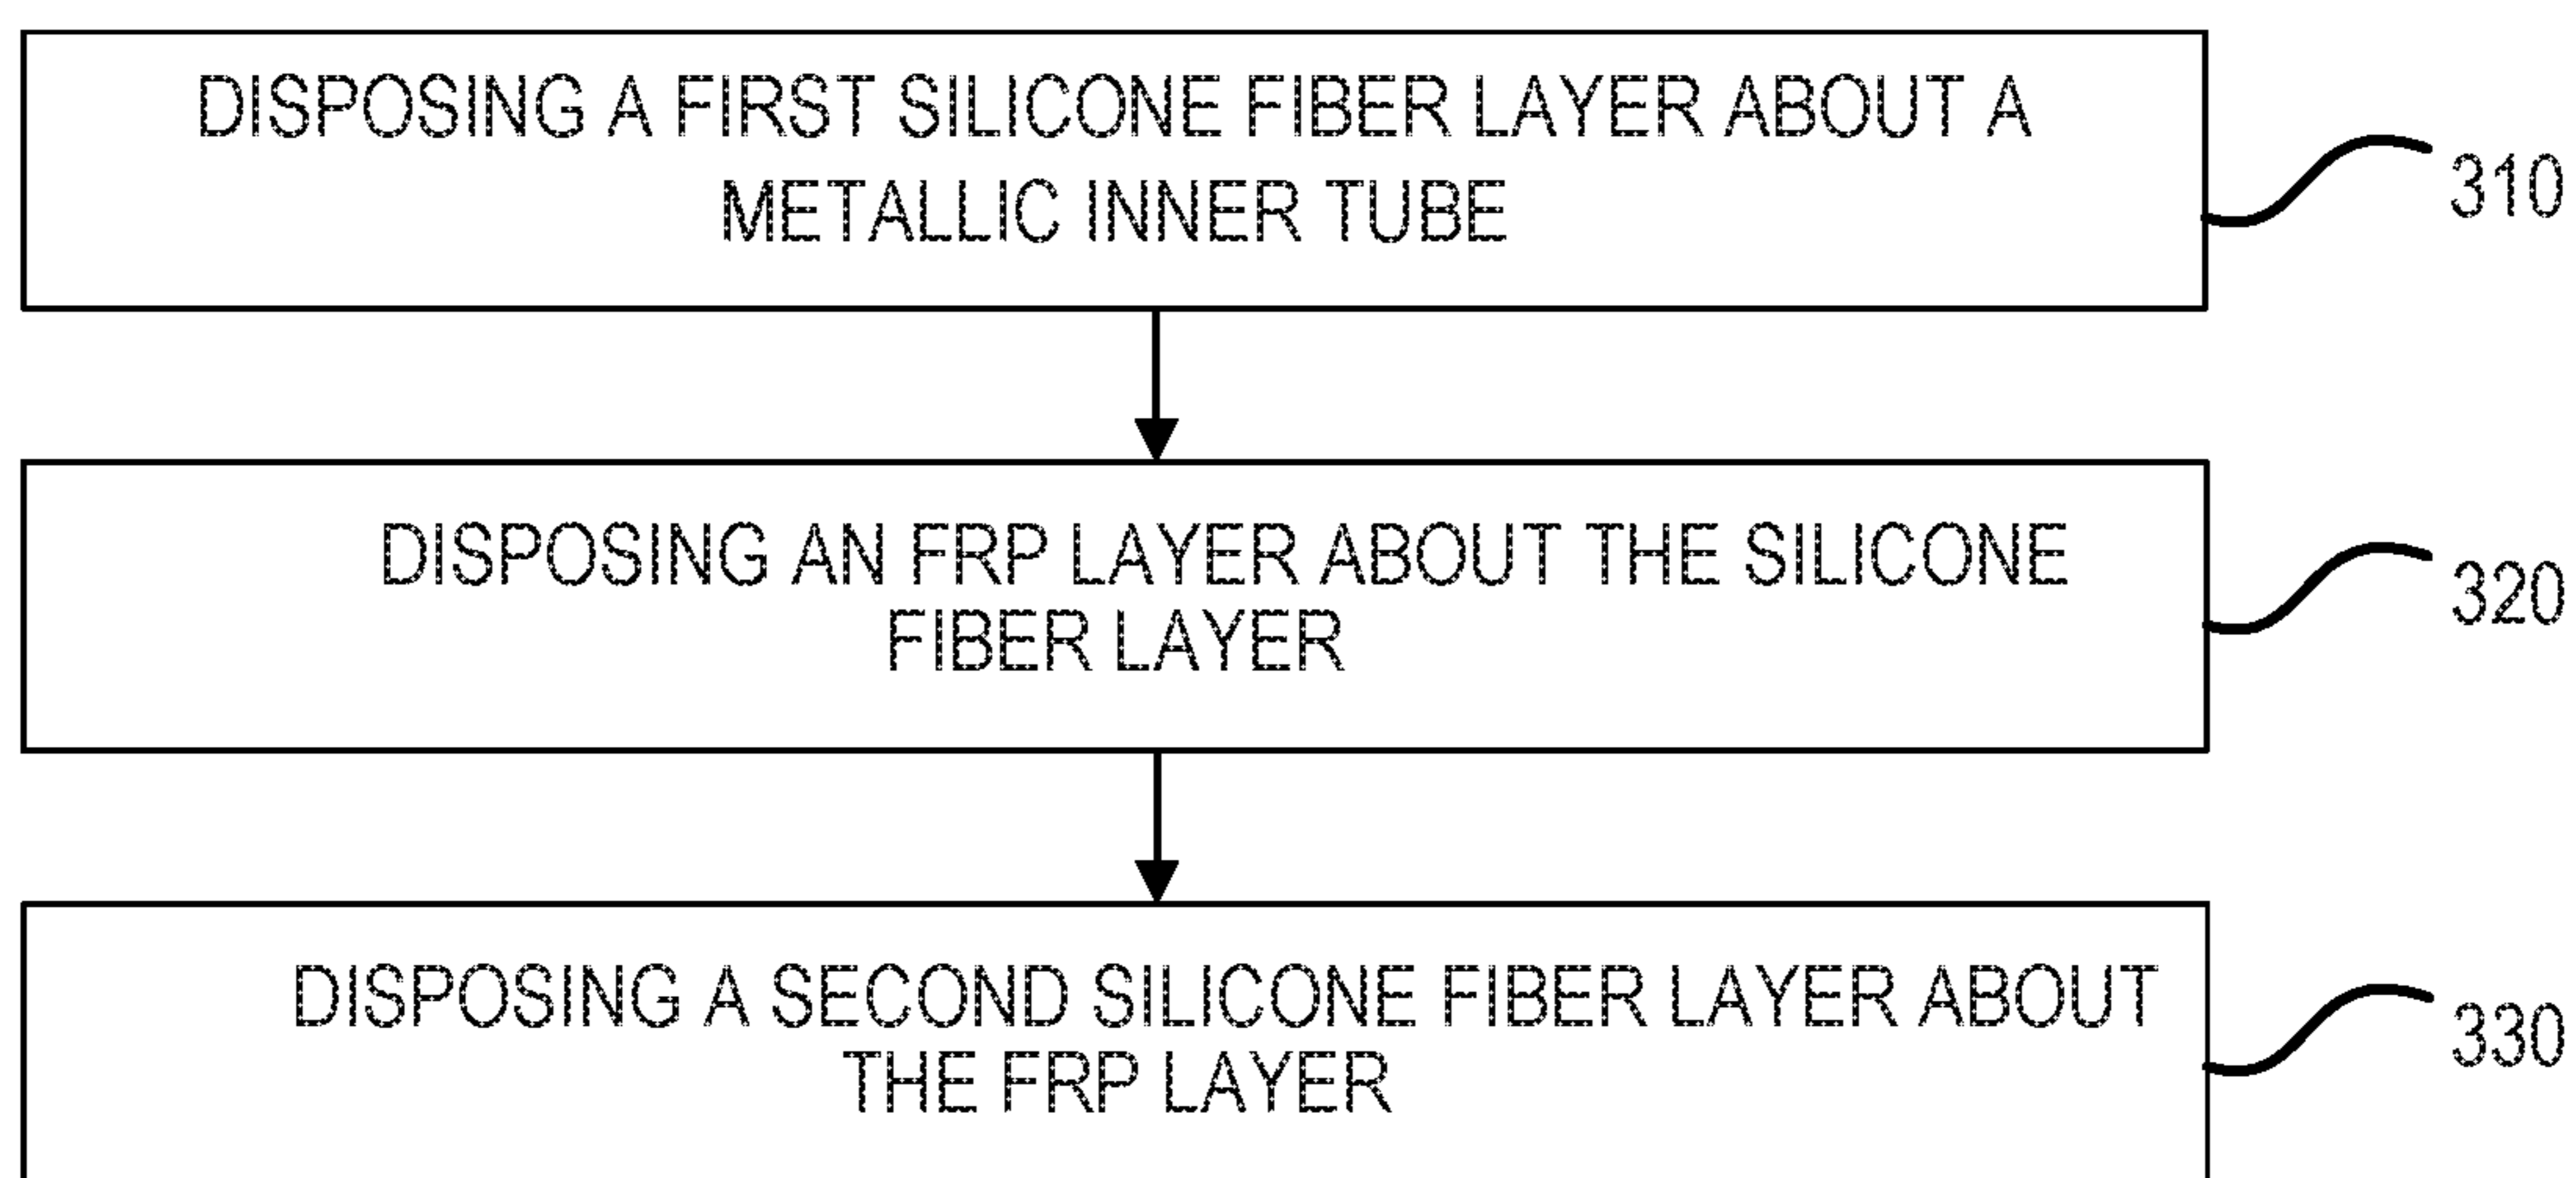 DISPOSING A FIRST SILICONE FIBER LAYER ABOUT A
METALLIC INNER TUBE
310
DISPOSING AN FRP LAYER ABOUT THE SILICONE
FIBER LAYER
320
DISPOSING A SECOND SILICONE FIBER LAYER ABOUT
THE FRP LAYER
330